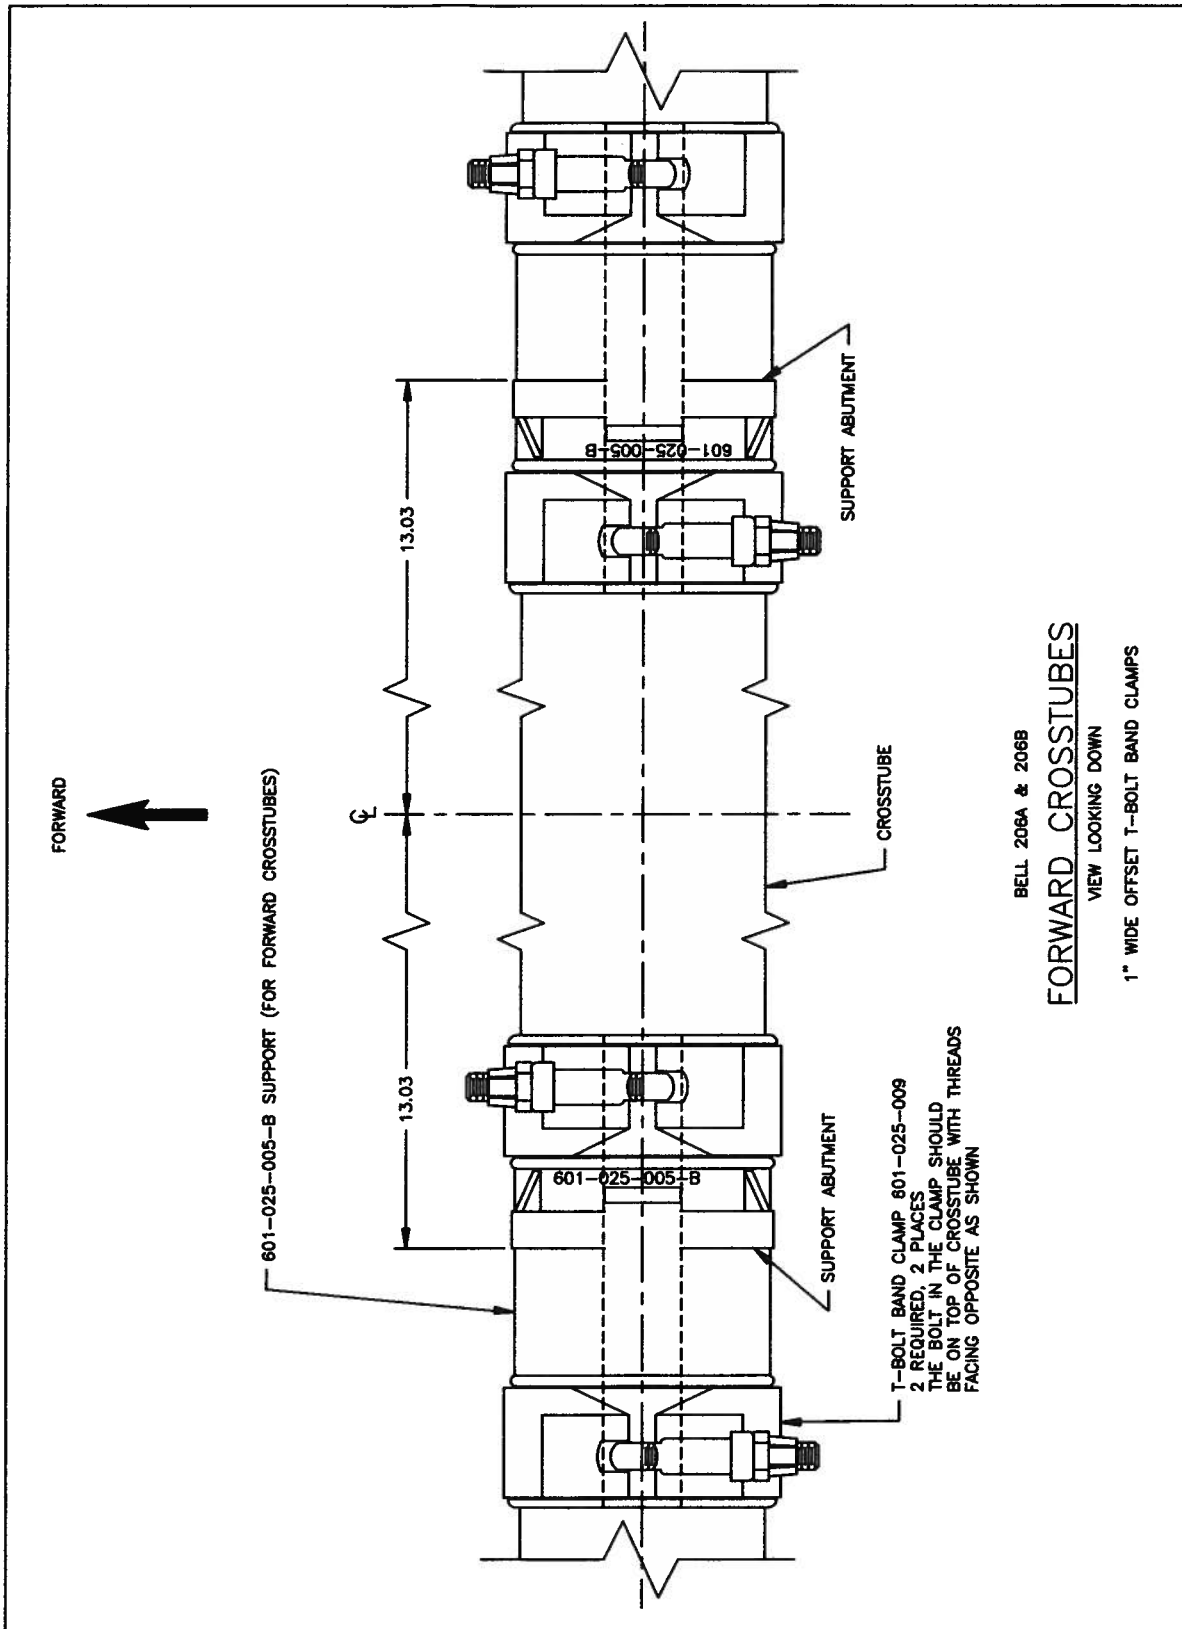 FORWARD
601-025-005-B SUPPORT (FOR FORWARD CROSSTUBES)
13.03
℄
13.03
601-025-005-B
601-025-005-B
SUPPORT ABUTMENT
SUPPORT ABUTMENT
CROSSTUBE
T-BOLT BAND CLAMP 601-025-009
2 REQUIRED, 2 PLACES
THE BOLT IN THE CLAMP SHOULD
BE ON TOP OF CROSSTUBE WITH THREADS
FACING OPPOSITE AS SHOWN
BELL 206A & 206B
FORWARD CROSSTUBES
VIEW LOOKING DOWN
1" WIDE OFFSET T-BOLT BAND CLAMPS